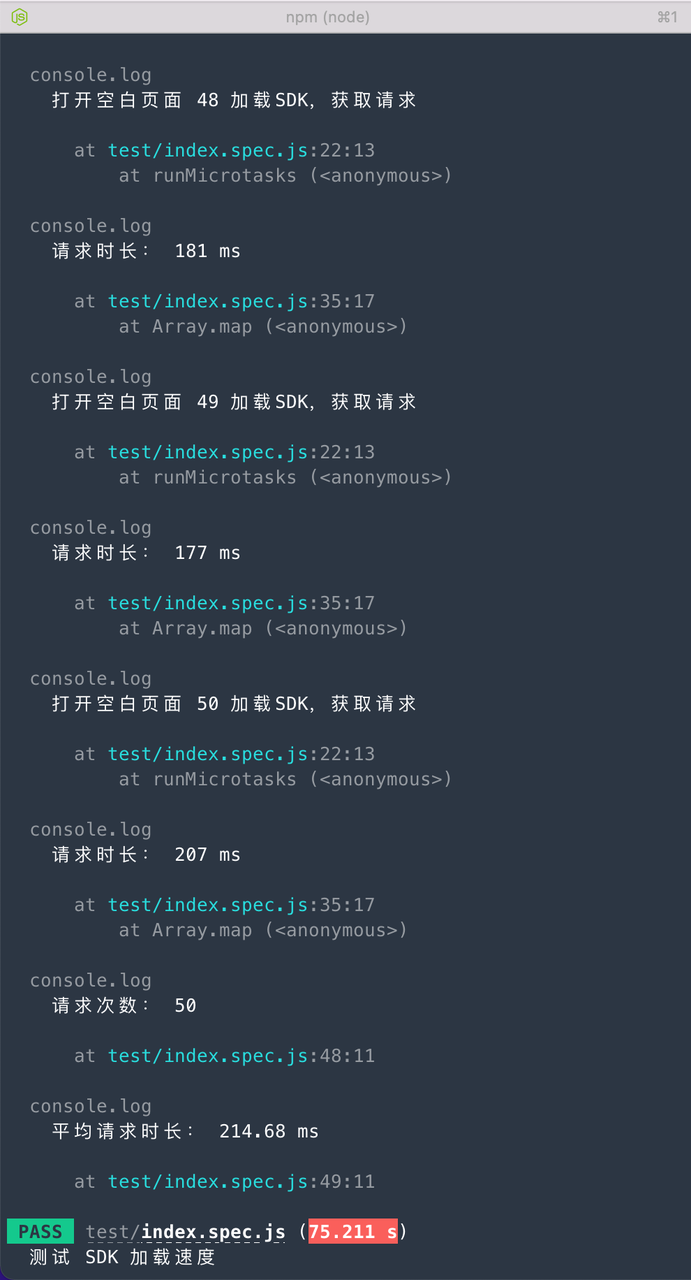 JS
npm (node)
⌘1
console.log
打开空白页面 48 加载SDK, 获取请求
at test/index.spec.js:22:13
at runMicrotasks (<anonymous>)
console.log
请求时长： 181 ms
at test/index.spec.js:35:17
at Array.map (<anonymous>)
console.log
打开空白页面 49 加载SDK, 获取请求
at test/index.spec.js:22:13
at runMicrotasks (<anonymous>)
console.log
请求时长： 177 ms
at test/index.spec.js:35:17
at Array.map (<anonymous>)
console.log
打开空白页面 50 加载SDK, 获取请求
at test/index.spec.js:22:13
at runMicrotasks (<anonymous>)
console.log
请求时长： 207 ms
at test/index.spec.js:35:17
at Array.map (<anonymous>)
console.log
请求次数： 50
at test/index.spec.js:48:11
console.log
平均请求时长： 214.68 ms
at test/index.spec.js:49:11
PASS test/index.spec.js (75.211 s)
测试 SDK 加载速度